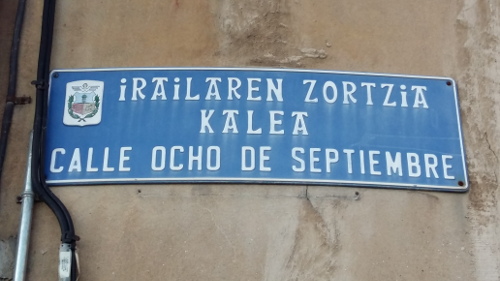 iRAiLAREN ZORTZiA
KALEA
CALLE OCHO DE SEPTIEMBRE